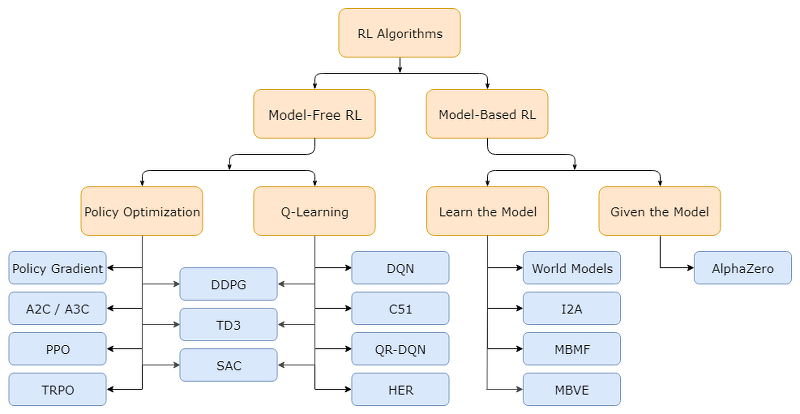 RL Algorithms
Model-Free RL
Model-Based RL
Policy Optimization
Q-Learning
Learn the Model
Given the Model
Policy Gradient
DDPG
DQN
World Models
AlphaZero
A2C / A3C
TD3
C51
I2A
PPO
SAC
QR-DQN
MBMF
TRPO
HER
MBVE